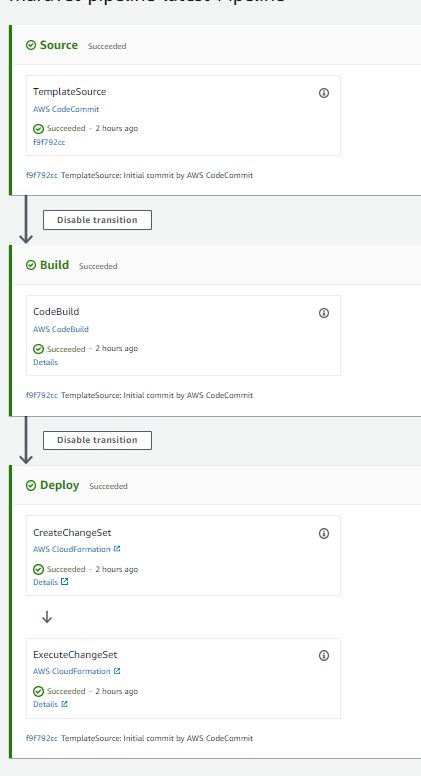 Source Succeeded
TemplateSource
AWS CodeCommit
Succeeded - 2 hours ago
f9f792cc
f9f792cc TemplateSource: Initial commit by AWS CodeCommit
Disable transition
Build Succeeded
CodeBuild
AWS CodeBuild
Succeeded - 2 hours ago
Details
f9f792cc TemplateSource: Initial commit by AWS CodeCommit
Disable transition
Deploy Succeeded
CreateChangeSet
AWS CloudFormation
Succeeded - 2 hours ago
Details
ExecuteChangeSet
AWS CloudFormation
Succeeded - 2 hours ago
Details
f9f792cc TemplateSource: Initial commit by AWS CodeCommit